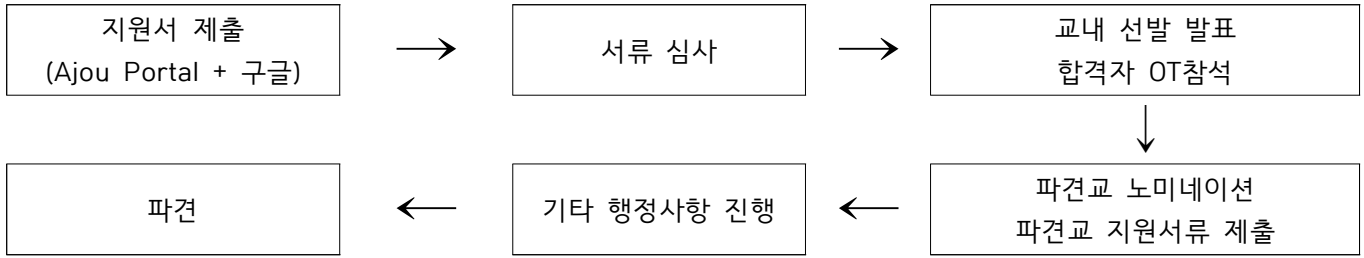 지원서 제출
(Ajou Portal + 구글)
서류 심사
교내 선발 발표
합격자 OT참석
파견교 노미네이션
파견교 지원서류 제출
기타 행정사항 진행
파견